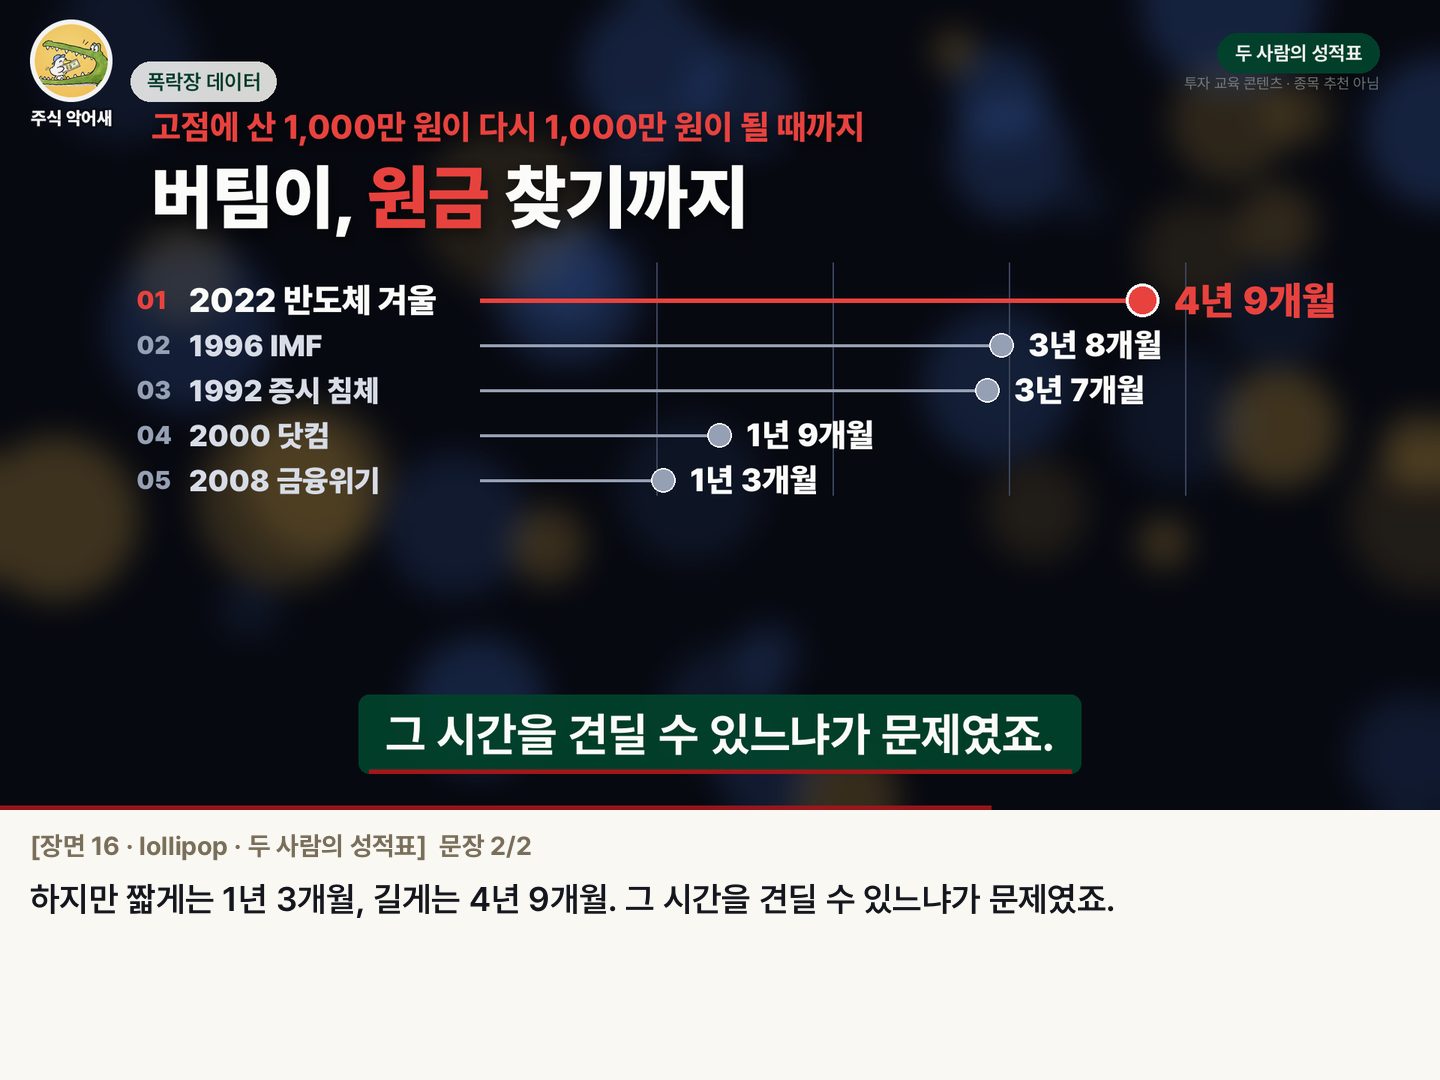 주식 악어새
폭락장 데이터
두 사람의 성적표
투자 교육 콘텐츠 · 종목 추천 아님
고점에 산 1,000만 원이 다시 1,000만 원이 될 때까지
버팀이, 원금 찾기까지
01 2022 반도체 겨울 4년 9개월
02 1996 IMF 3년 8개월
03 1992 증시 침체 3년 7개월
04 2000 닷컴 1년 9개월
05 2008 금융위기 1년 3개월
그 시간을 견딜 수 있느냐가 문제였죠.
[장면 16 · lollipop · 두 사람의 성적표] 문장 2/2
하지만 짧게는 1년 3개월, 길게는 4년 9개월. 그 시간을 견딜 수 있느냐가 문제였죠.